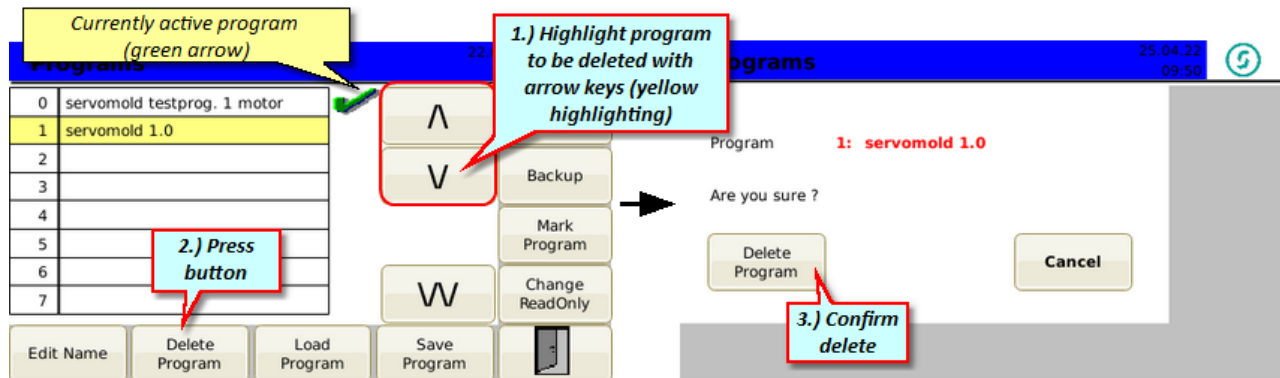 Currently active program
(green arrow)
1.) Highlight program
to be deleted with
arrow keys (yellow
highlighting)
22.
25.04.22
09:50
0 servomold testprog. 1 motor
1 servomold 1.0
2
3
4
5
6
7
Λ
V
VV
Backup
Mark
Program
Change
ReadOnly
2.) Press
button
Edit Name
Delete
Program
Load
Program
Save
Program
Program 1: servomold 1.0
Are you sure ?
Delete
Program
Cancel
3.) Confirm
delete